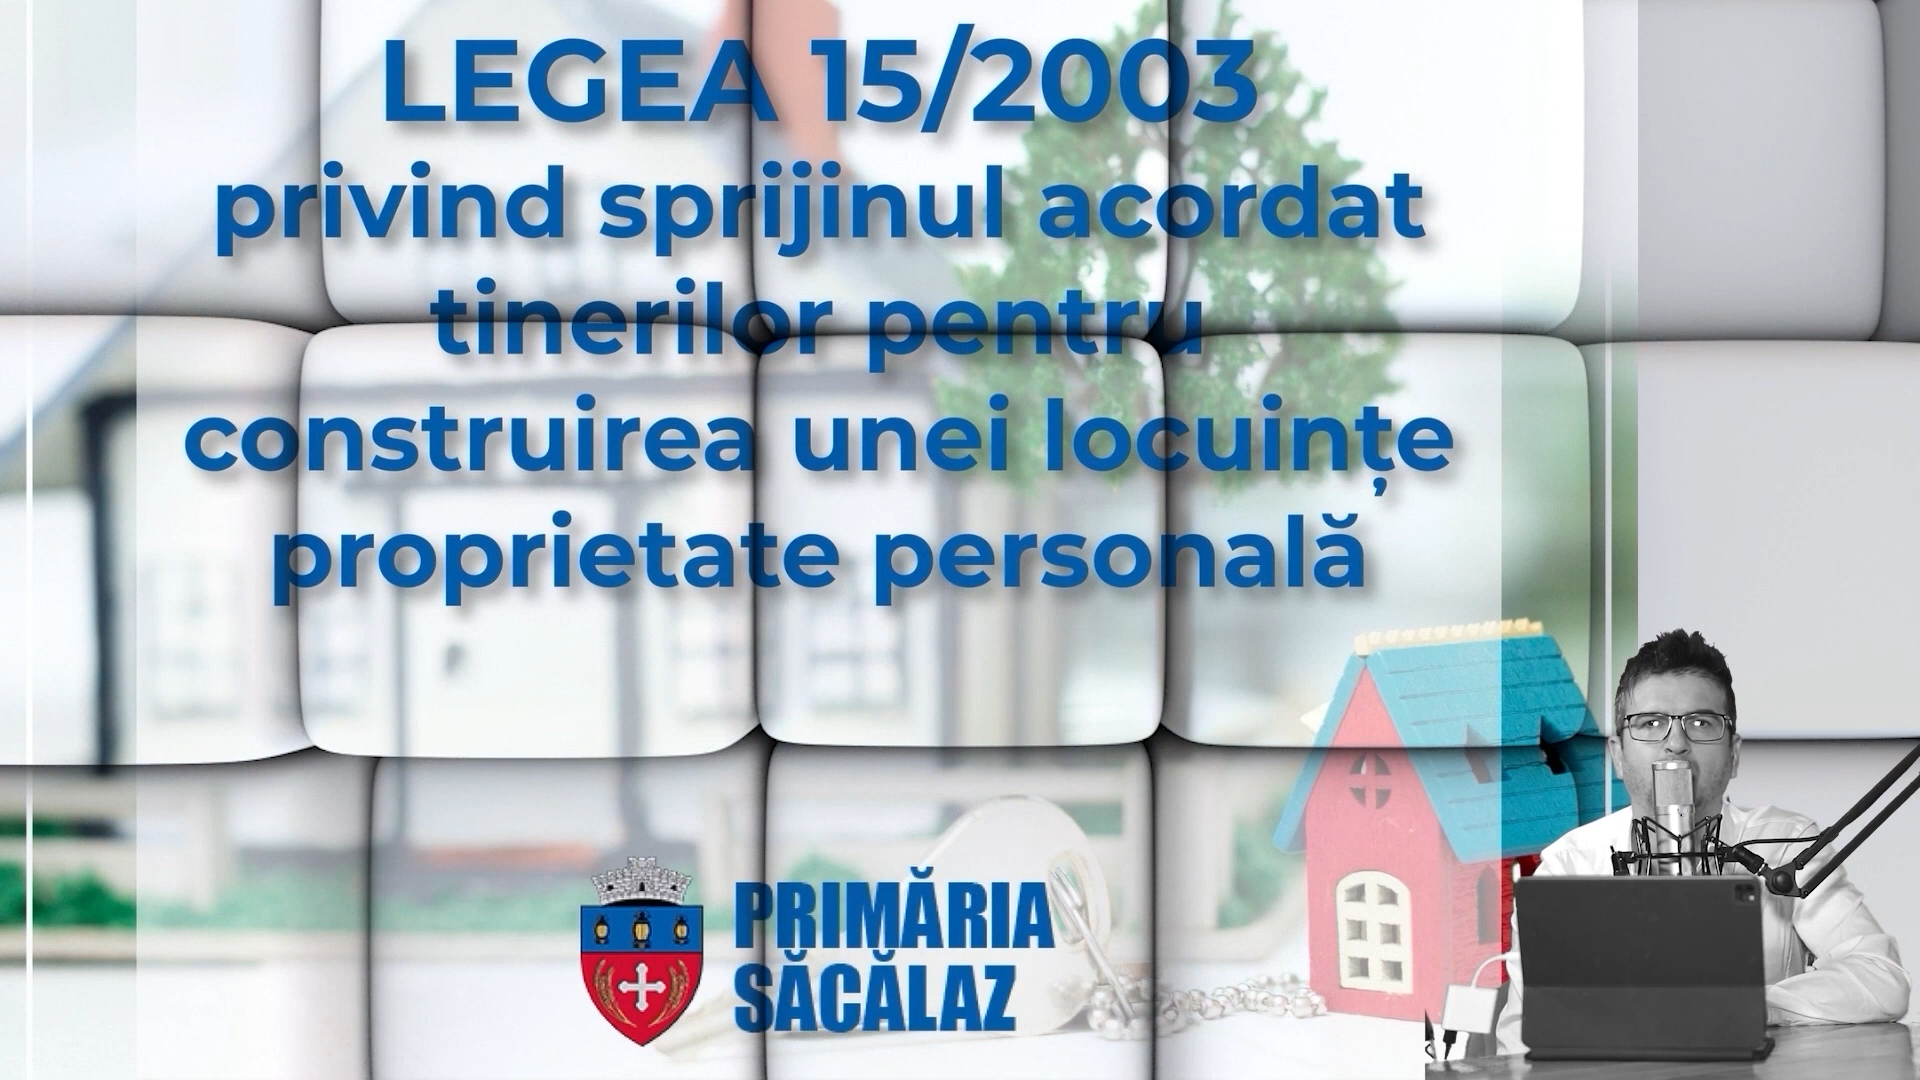 LEGEA 15/2003
privind sprijinul acordat
tinerilor pentru
construirea unei locuințe
proprietate personală
PRIMĂRIA
SĂCĂLAZ